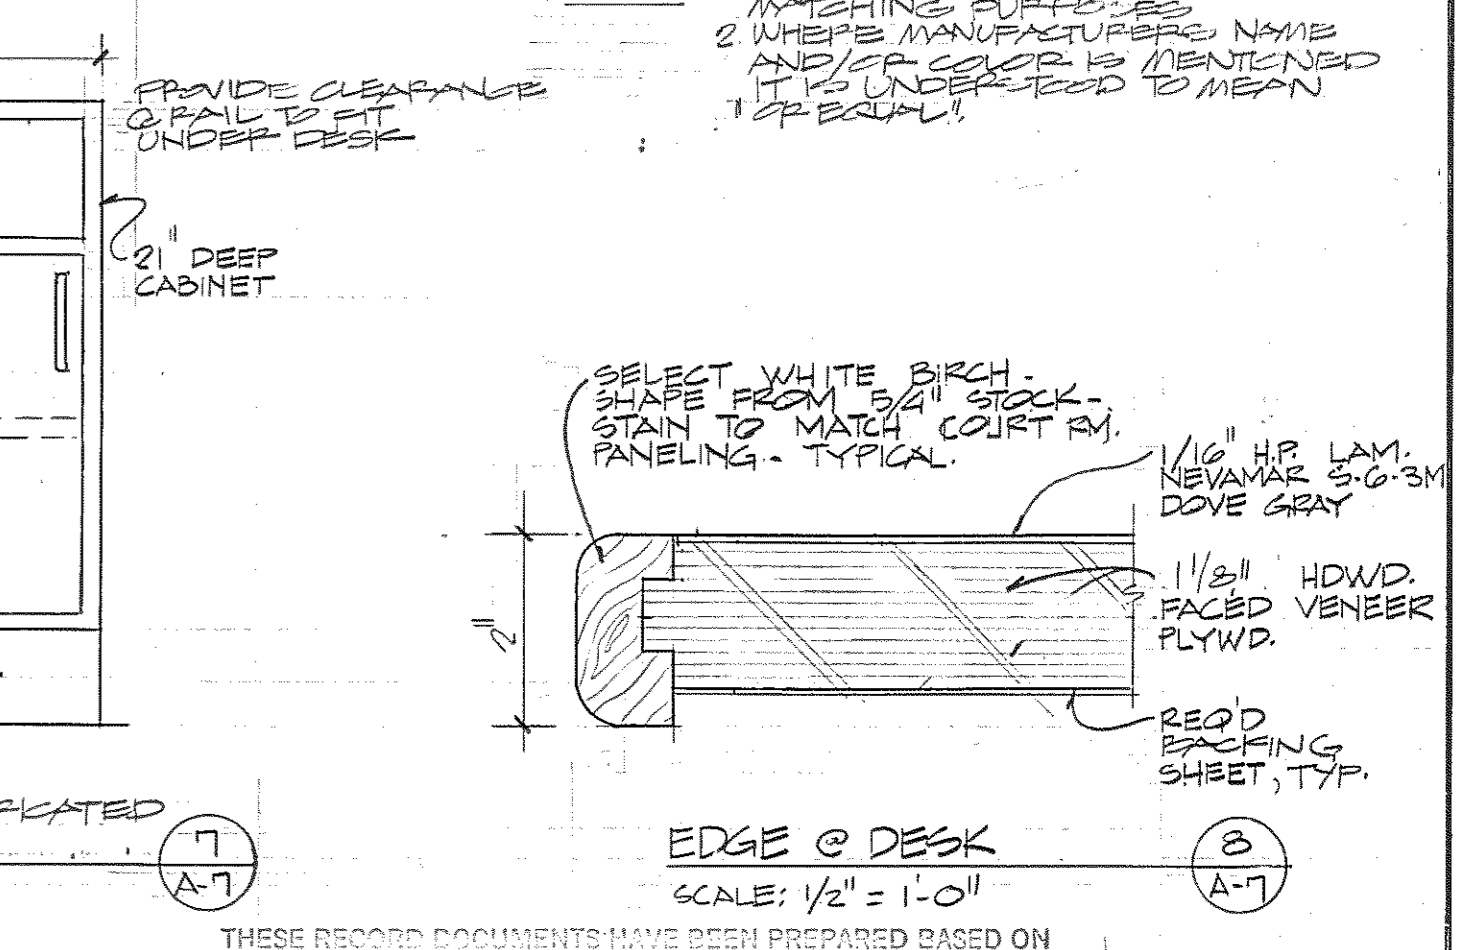 MATCHING PURPOSES
2 WHERE MANUFACTURERS NAME
AND/OR COLOR IS MENTIONED
IT IS UNDERSTOOD TO MEAN
"OR EQUAL".
PROVIDE CLEARANCE
@ RAIL TO FIT
UNDER DESK
21" DEEP
CABINET
SELECT WHITE BIRCH -
SHAPE FROM 5/4" STOCK -
STAIN TO MATCH COURT RM.
PANELING - TYPICAL.
1/16" H.P. LAM.
NEVAMAR S-6-3M
DOVE GRAY
1 1/8" HDWD.
FACED VENEER
PLYWD.
2"
REQ'D
BACKING
SHEET, TYP.
7
A-7
EDGE @ DESK
SCALE: 1/2" = 1'-0"
8
A-7
THESE RECORD DOCUMENTS HAVE BEEN PREPARED BASED ON